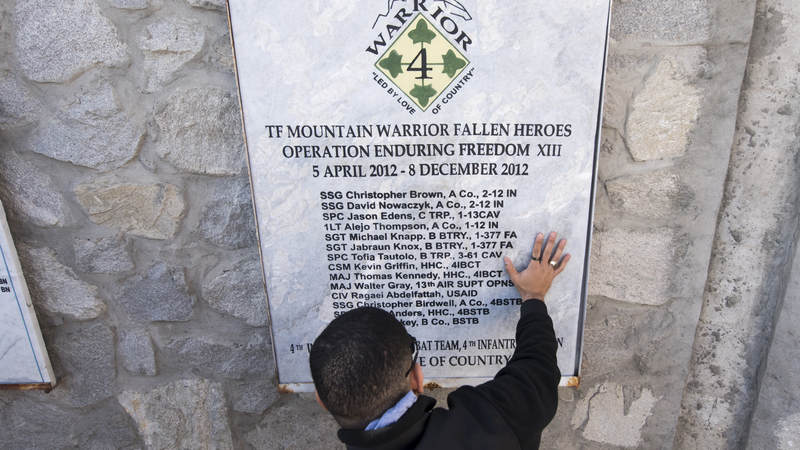 WARRIOR
4
"LED BY LOVE OF COUNTRY"
TF MOUNTAIN WARRIOR FALLEN HEROES
OPERATION ENDURING FREEDOM XIII
5 APRIL 2012 - 8 DECEMBER 2012
SSG Christopher Brown, A Co., 2-12 IN
SSG David Nowaczyk, A Co., 2-12 IN
SPC Jason Edens, C TRP., 1-13CAV
1LT Alejo Thompson, A Co., 1-12 IN
SGT Michael Knapp, B BTRY., 1-377 FA
SGT Jabraun Knox, B BTRY., 1-377 FA
SPC Tofia Tautolo, B TRP., 3-61 CAV
CSM Kevin Griffin, HHC., 4IBCT
MAJ Thomas Kennedy, HHC., 4IBCT
MAJ Walter Gray, 13th AIR SUPT OPNS
CIV Ragaei Abdelfattah, USAID
SSG Christopher Birdwell, A Co., 4BSTB
Anders, HHC., 4BSTB
B Co., BSTB
4TH TEAM, 4TH
OF COUNTRY
BN